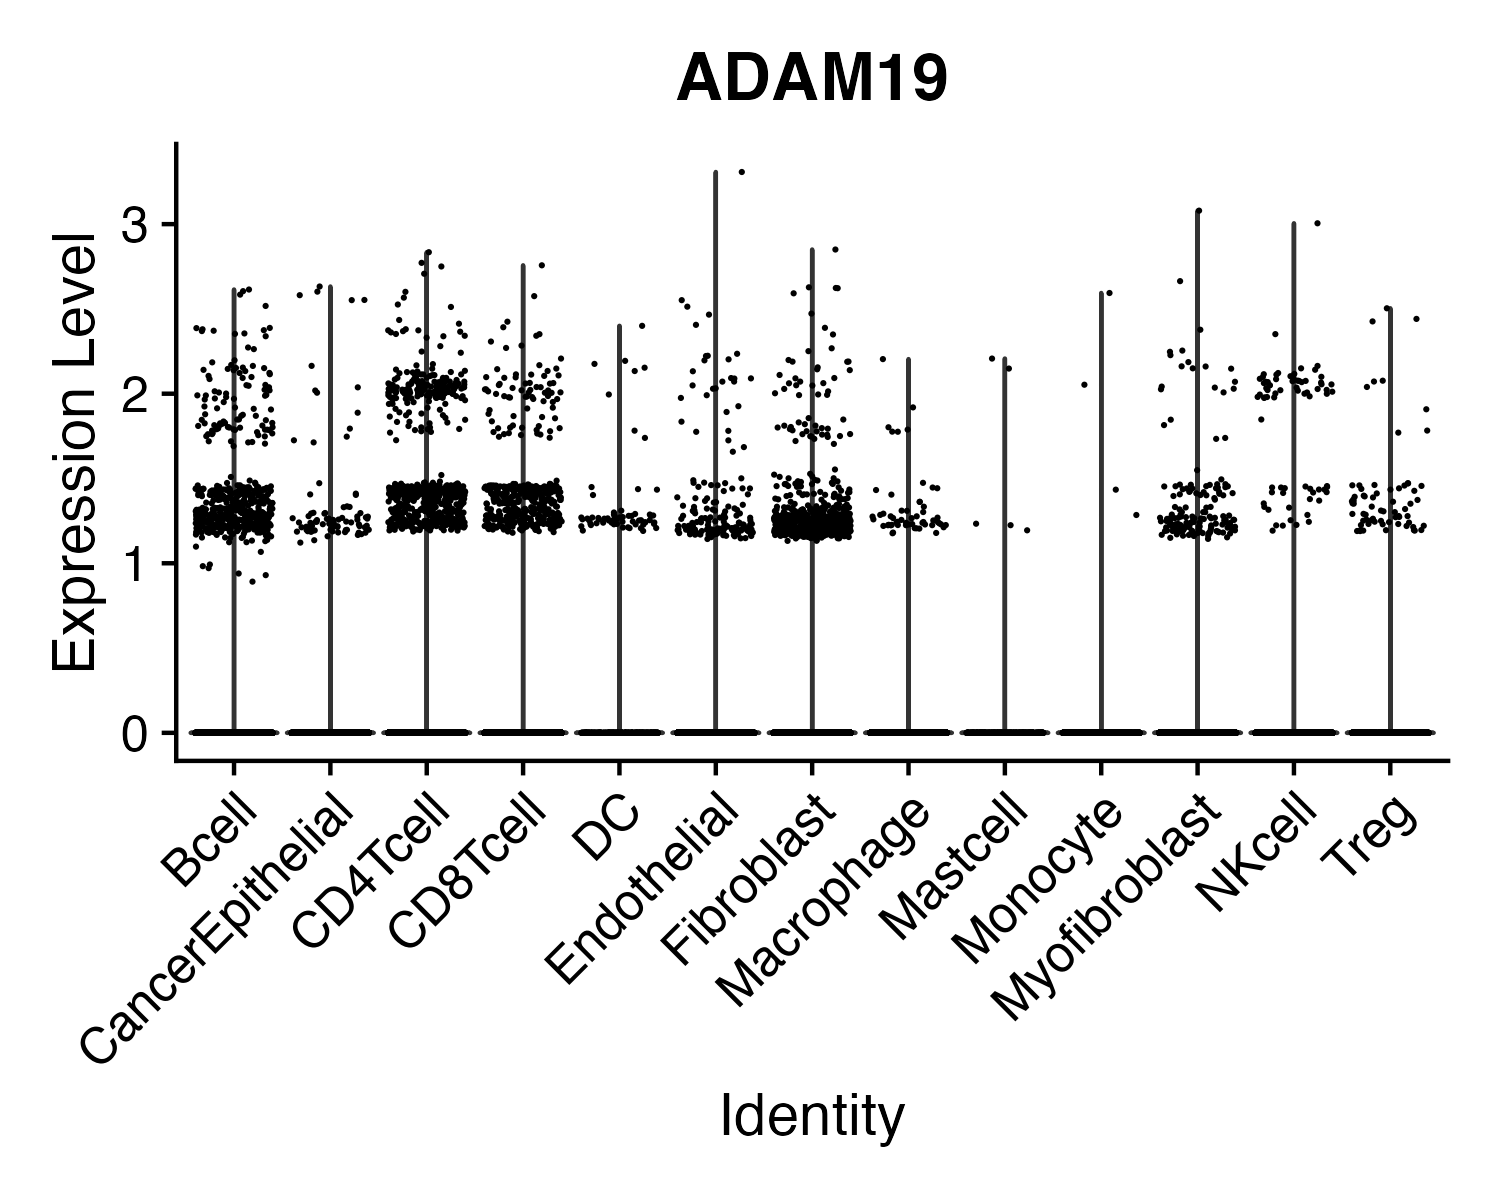 ADAM19
Expression Level
3
2
1
0
Bcell
CancerEpithelial
CD4Tcell
CD8Tcell
DC
Endothelial
Fibroblast
Macrophage
Mastcell
Monocyte
Myofibroblast
NKcell
Treg
Identity